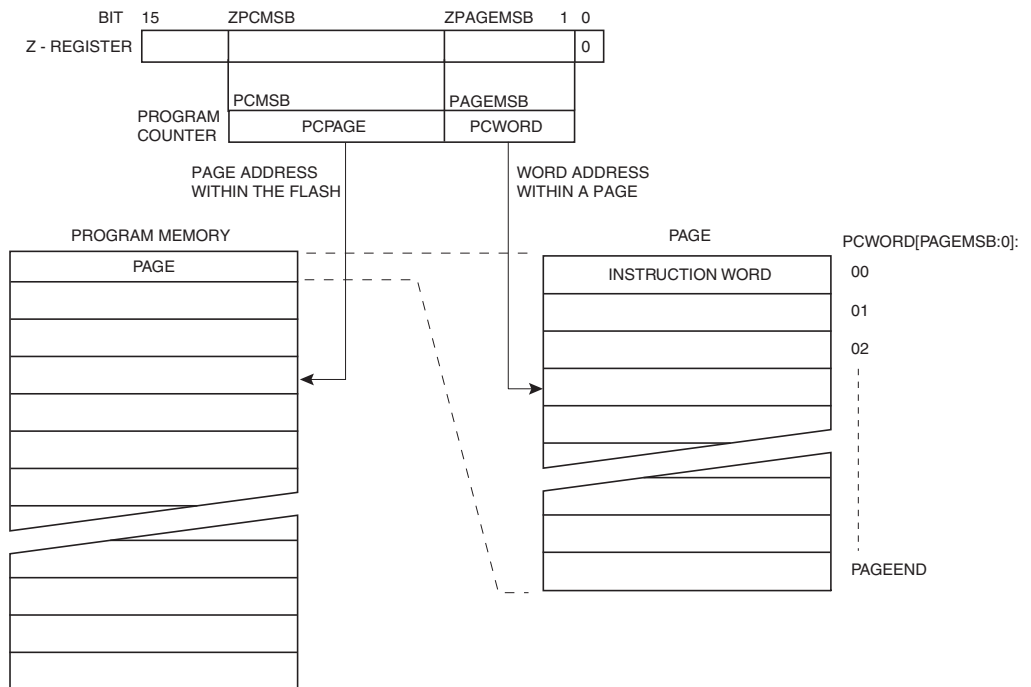 BIT 15 ZPCMSB ZPAGEMSB 1 0
Z - REGISTER 0
PCMSB PAGEMSB
PROGRAM
COUNTER
PCPAGE PCWORD
PAGE ADDRESS
WITHIN THE FLASH
WORD ADDRESS
WITHIN A PAGE
PROGRAM MEMORY
PAGE
PAGE
PCWORD[PAGEMSB:0]:
INSTRUCTION WORD 00
01
02
PAGEEND